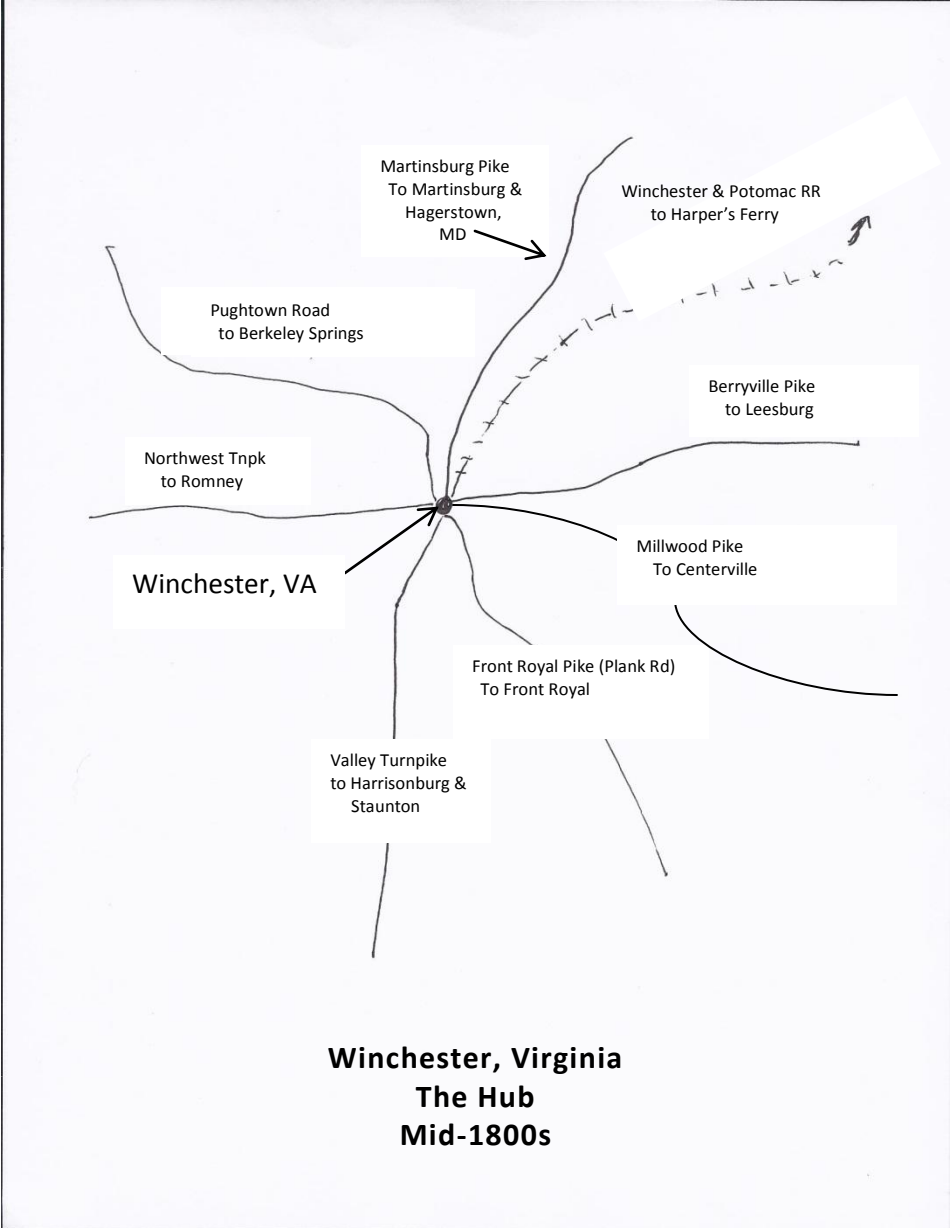 Martinsburg Pike
To Martinsburg &
Hagerstown,
MD
Winchester & Potomac RR
to Harper’s Ferry
Pughtown Road
to Berkeley Springs
Berryville Pike
to Leesburg
Northwest Tnpk
to Romney
Millwood Pike
To Centerville
Winchester, VA
Front Royal Pike (Plank Rd)
To Front Royal
Valley Turnpike
to Harrisonburg &
Staunton
Winchester, Virginia
The Hub
Mid-1800s